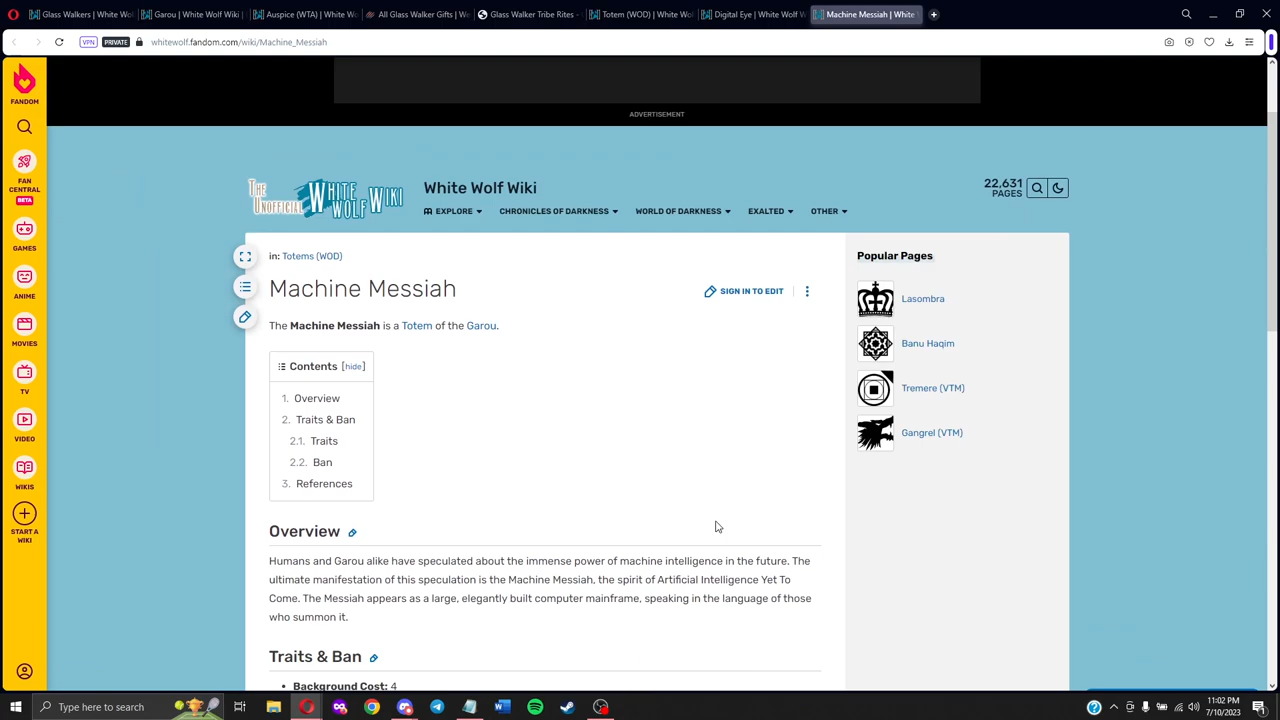 Glass Walkers | White Wol
Garou | White Wolf Wiki |
Auspice (WTA) | White Wo
All Glass Walker Gifts | We
Glass Walker Tribe Rites -
Totem (WOD) | White Wol
Digital Eye | White Wolf W
Machine Messiah | White
VPN
PRIVATE
whitewolf.fandom.com/wiki/Machine_Messiah
ADVERTISEMENT
FANDOM
FAN CENTRAL
BETA
GAMES
ANIME
MOVIES
TV
VIDEO
WIKIS
START A WIKI
THE UNOFFICIAL WHITE WOLF WIKI
White Wolf Wiki
22,631
PAGES
EXPLORE
CHRONICLES OF DARKNESS
WORLD OF DARKNESS
EXALTED
OTHER
in: Totems (WOD)
Machine Messiah
SIGN IN TO EDIT
The Machine Messiah is a Totem of the Garou.
Contents [hide]
1. Overview
2. Traits & Ban
2.1. Traits
2.2. Ban
3. References
Overview
Humans and Garou alike have speculated about the immense power of machine intelligence in the future. The
ultimate manifestation of this speculation is the Machine Messiah, the spirit of Artificial Intelligence Yet To
Come. The Messiah appears as a large, elegantly built computer mainframe, speaking in the language of those
who summon it.
Traits & Ban
• Background Cost: 4
Popular Pages
Lasombra
Banu Haqim
Tremere (VTM)
Gangrel (VTM)
Type here to search
11:02 PM
7/10/2023